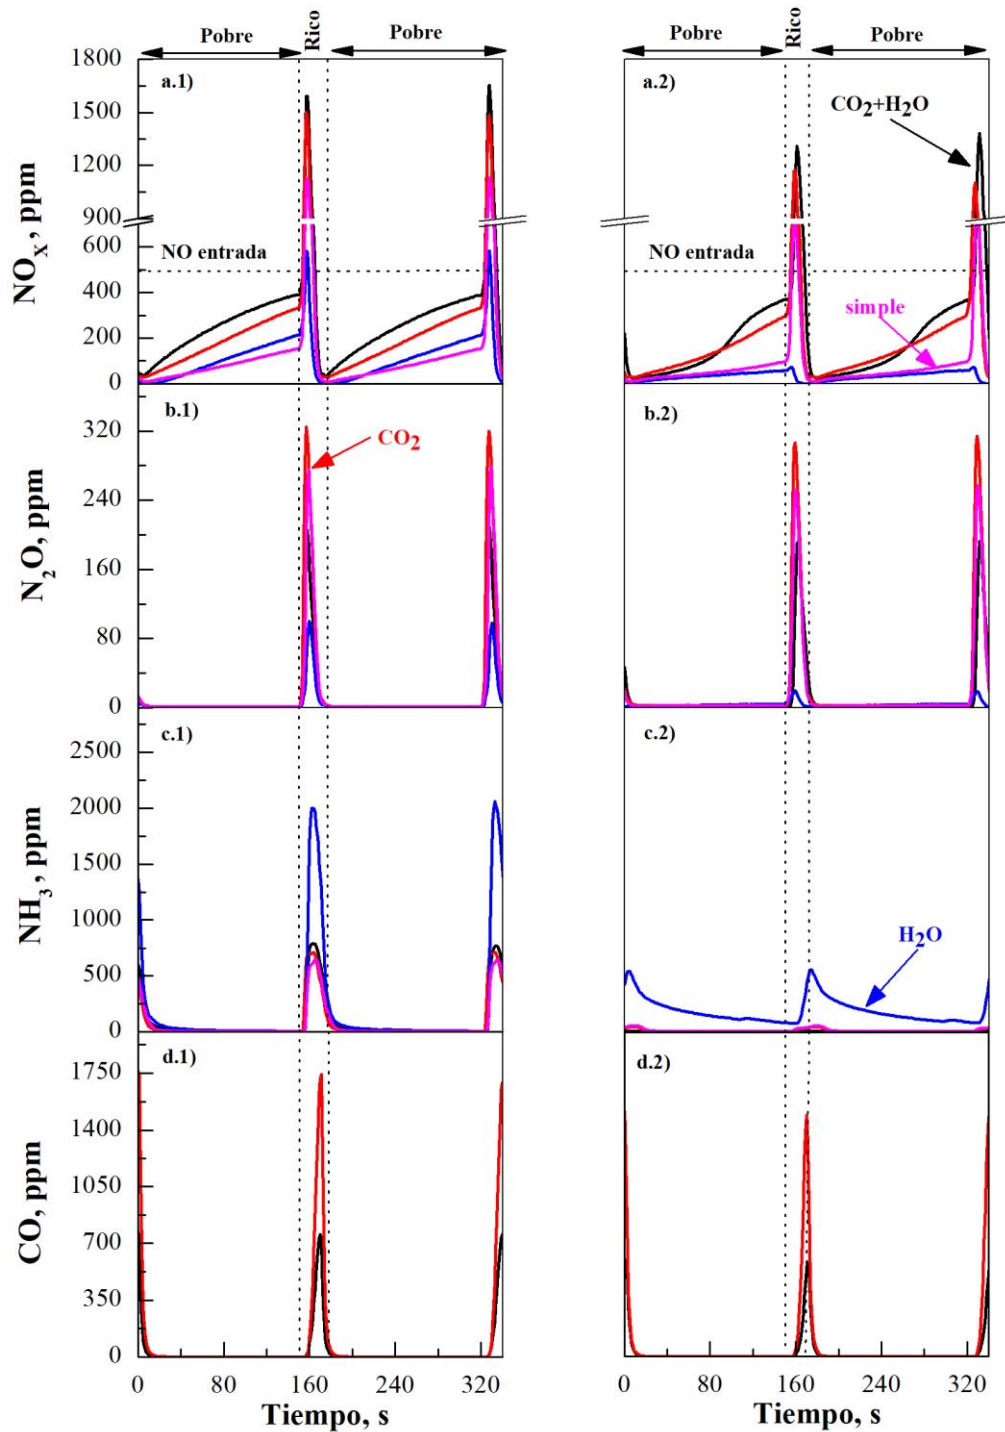 Pobre
Rico
Pobre
Pobre
Rico
Pobre
a.1)
a.2)
CO2+H2O
NOX, ppm
1800
1500
1200
900
600
400
200
0
NO entrada
NO entrada
simple
b.1)
b.2)
CO2
N2O, ppm
320
240
160
80
0
c.1)
c.2)
NH3, ppm
2500
2000
1500
1000
500
0
H2O
d.1)
d.2)
CO, ppm
1750
1400
1050
700
350
0
0 80 160 240 320
0 80 160 240 320
Tiempo, s
Tiempo, s